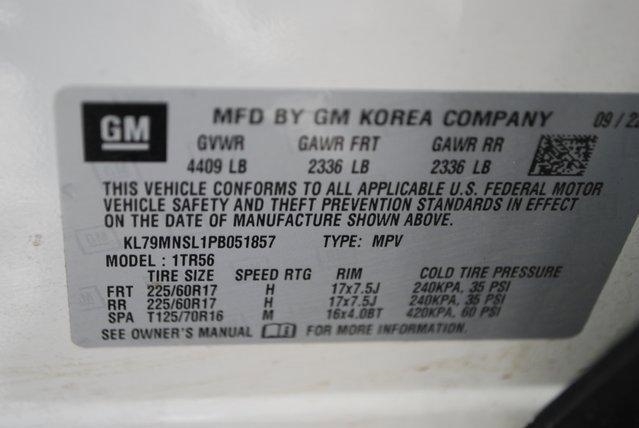 GM MFD BY GM KOREA COMPANY 09/22
GVWR GAWR FRT GAWR RR
4409 LB 2336 LB 2336 LB
THIS VEHICLE CONFORMS TO ALL APPLICABLE U.S. FEDERAL MOTOR
VEHICLE SAFETY AND THEFT PREVENTION STANDARDS IN EFFECT
ON THE DATE OF MANUFACTURE SHOWN ABOVE.
KL79MNSL1PB051857 TYPE: MPV
MODEL : 1TR56
TIRE SIZE SPEED RTG RIM COLD TIRE PRESSURE
FRT 225/60R17 H 17x7.5J 240KPA, 35 PSI
RR 225/60R17 H 17x7.5J 240KPA, 35 PSI
SPA T125/70R16 M 16x4.0BT 420KPA, 60 PSI
SEE OWNER'S MANUAL FOR MORE INFORMATION.